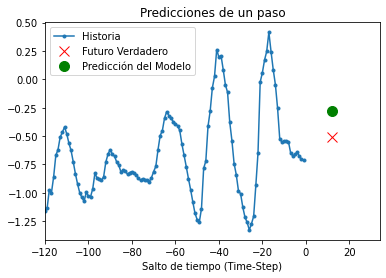 Predicciones de un paso
Historia
Futuro Verdadero
Predicción del Modelo
0.50
0.25
0.00
−0.25
−0.50
−0.75
−1.00
−1.25
−120 −100 −80 −60 −40 −20 0 20
Salto de tiempo (Time-Step)